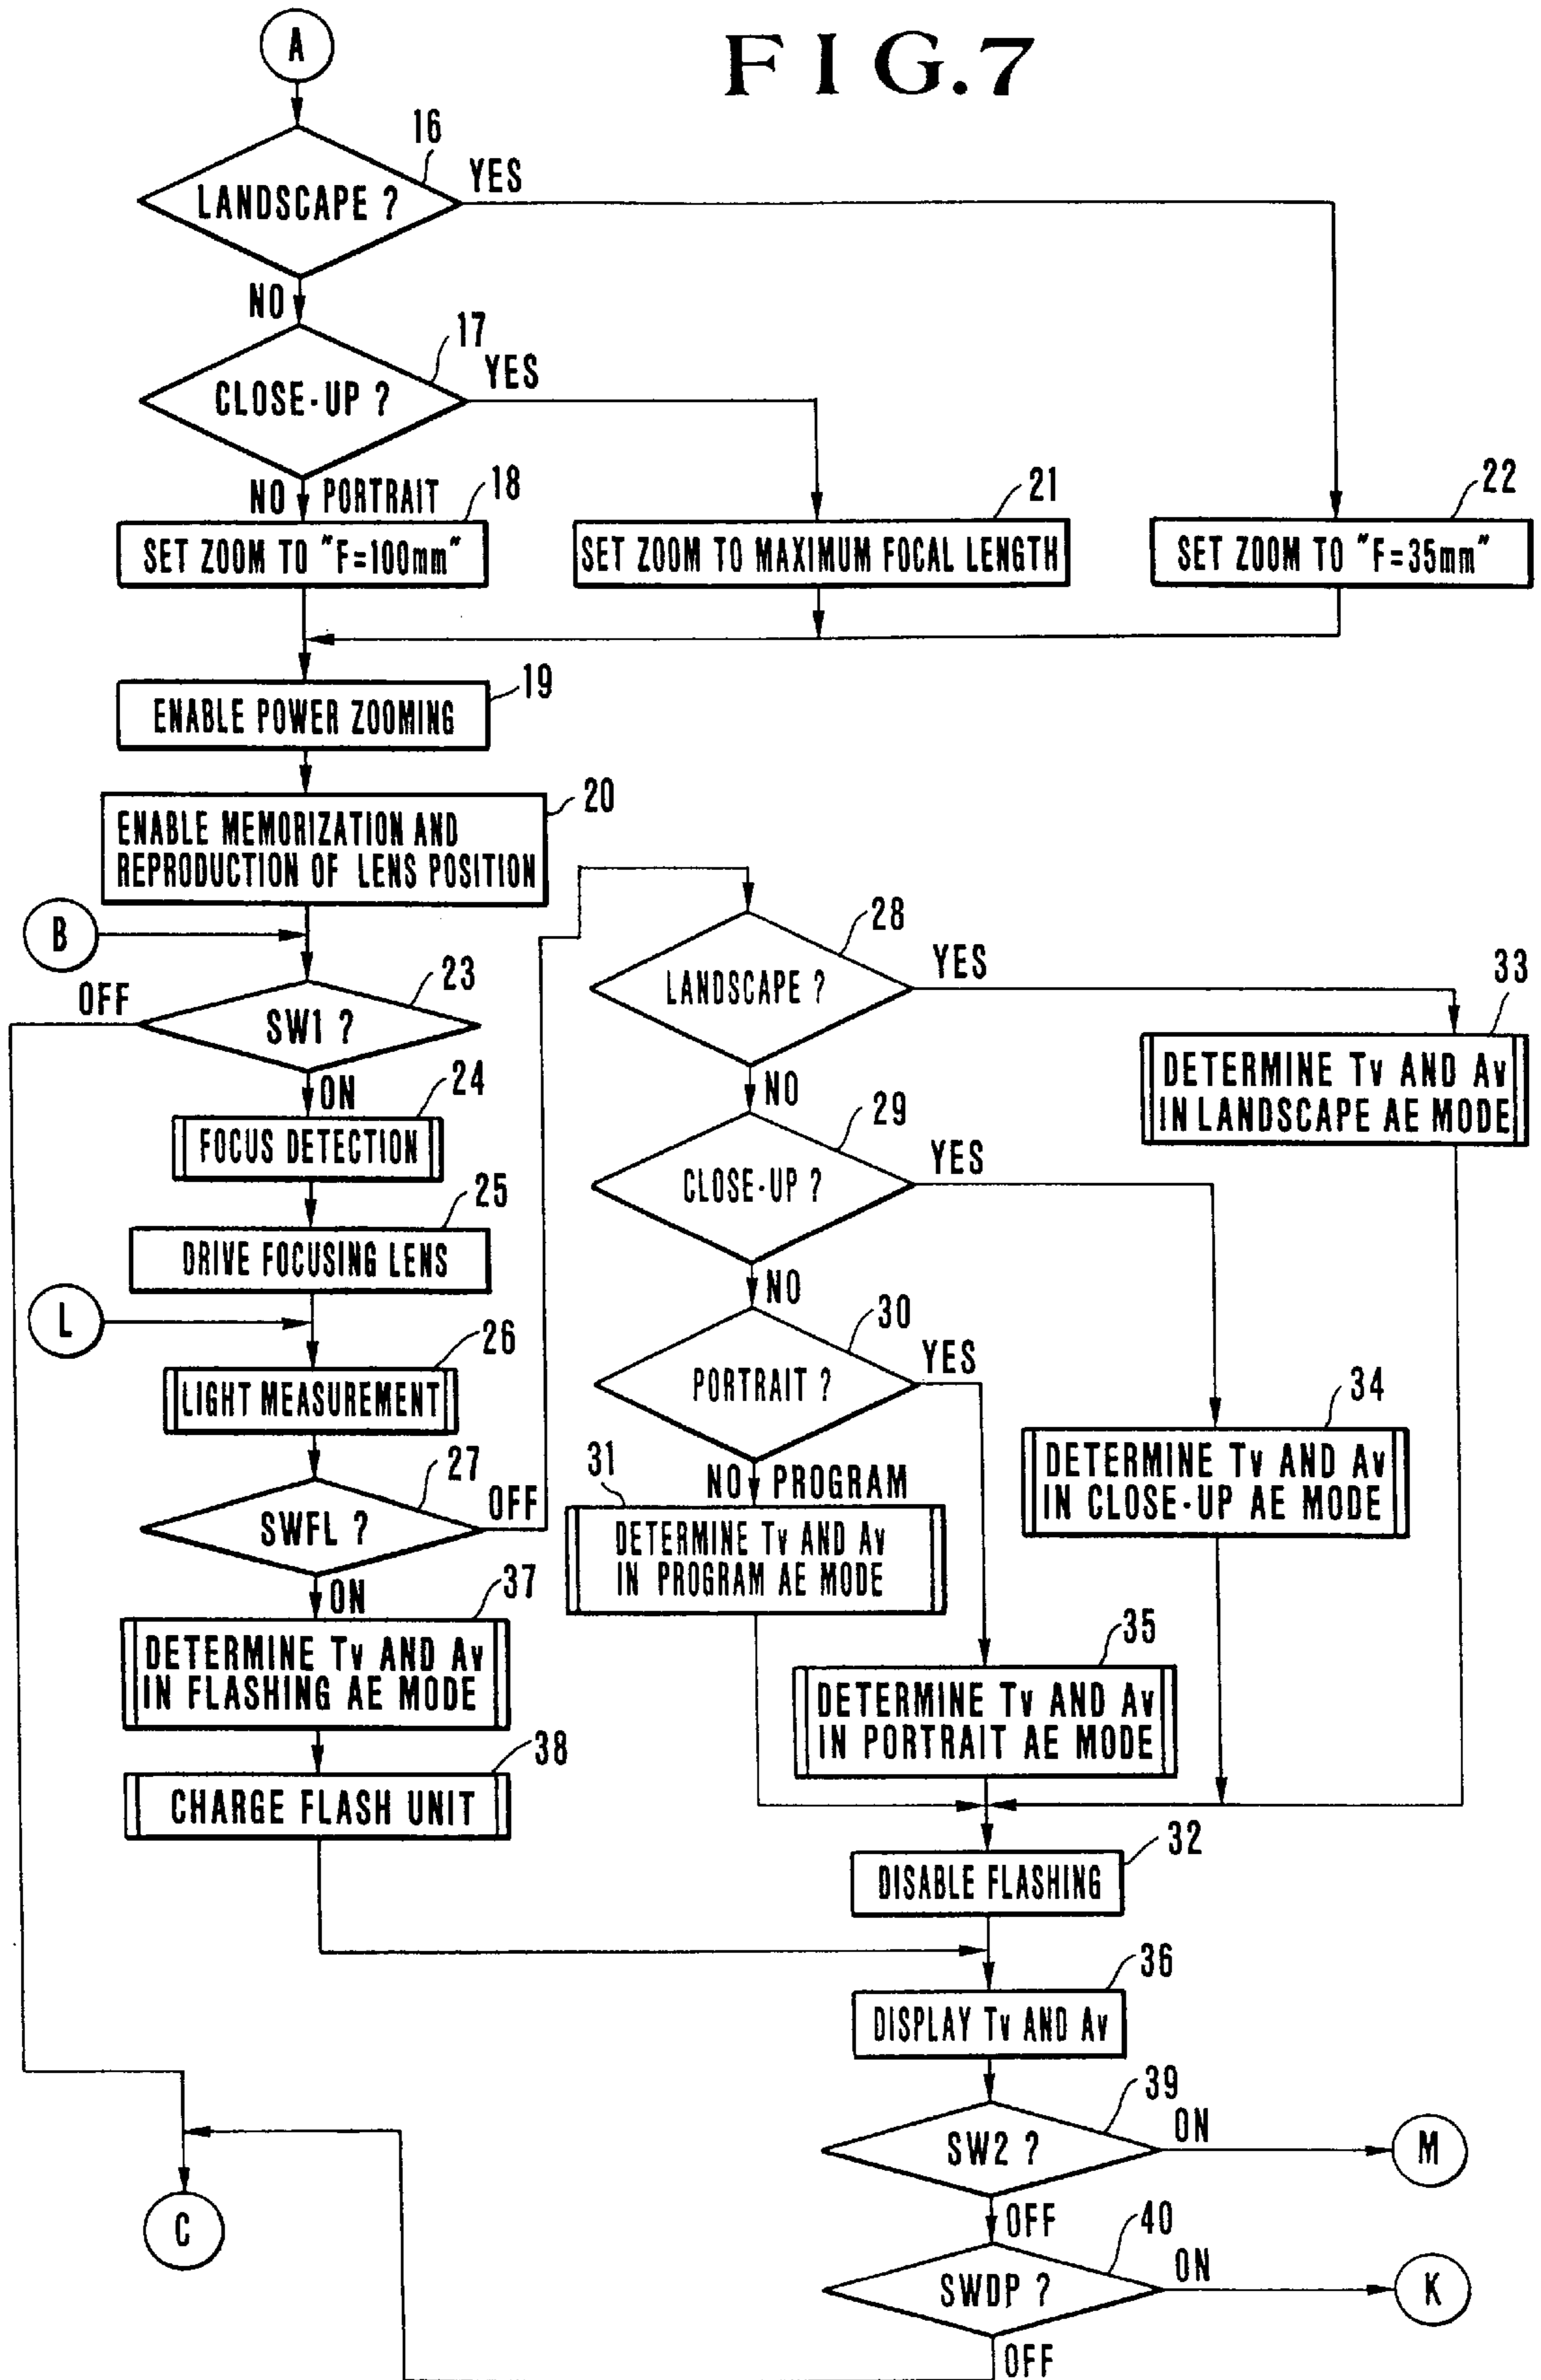 FIG.7
A
16
LANDSCAPE ?
YES
NO
17
CLOSE-UP ?
YES
NO PORTRAIT
18
SET ZOOM TO "F=100mm"
21
SET ZOOM TO MAXIMUM FOCAL LENGTH
22
SET ZOOM TO "F=35mm"
19
ENABLE POWER ZOOMING
20
ENABLE MEMORIZATION AND
REPRODUCTION OF LENS POSITION
B
23
OFF
SW1 ?
ON
24
FOCUS DETECTION
25
DRIVE FOCUSING LENS
L
26
LIGHT MEASUREMENT
27
SWFL ?
OFF
ON
37
DETERMINE Tv AND Av
IN FLASHING AE MODE
38
CHARGE FLASH UNIT
28
LANDSCAPE ?
YES
33
DETERMINE Tv AND Av
IN LANDSCAPE AE MODE
NO
29
CLOSE-UP ?
YES
NO
30
PORTRAIT ?
YES
34
DETERMINE Tv AND Av
IN CLOSE-UP AE MODE
31
NO PROGRAM
DETERMINE Tv AND Av
IN PROGRAM AE MODE
35
DETERMINE Tv AND Av
IN PORTRAIT AE MODE
32
DISABLE FLASHING
36
DISPLAY Tv AND Av
39
SW2 ?
ON
M
OFF
C
40
SWDP ?
ON
K
OFF